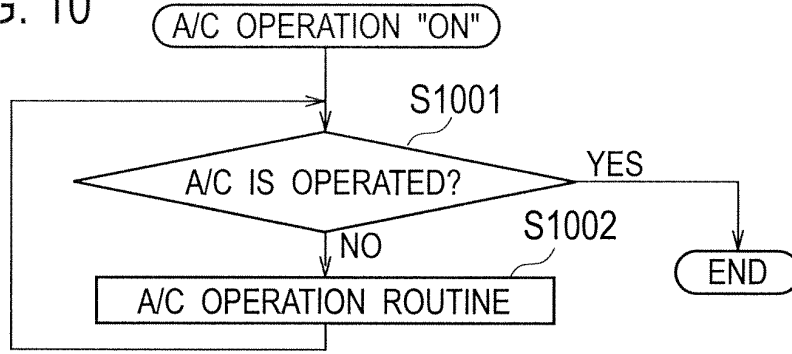 G. 10
A/C OPERATION "ON"
S1001
A/C IS OPERATED?
YES
NO
S1002
A/C OPERATION ROUTINE
END